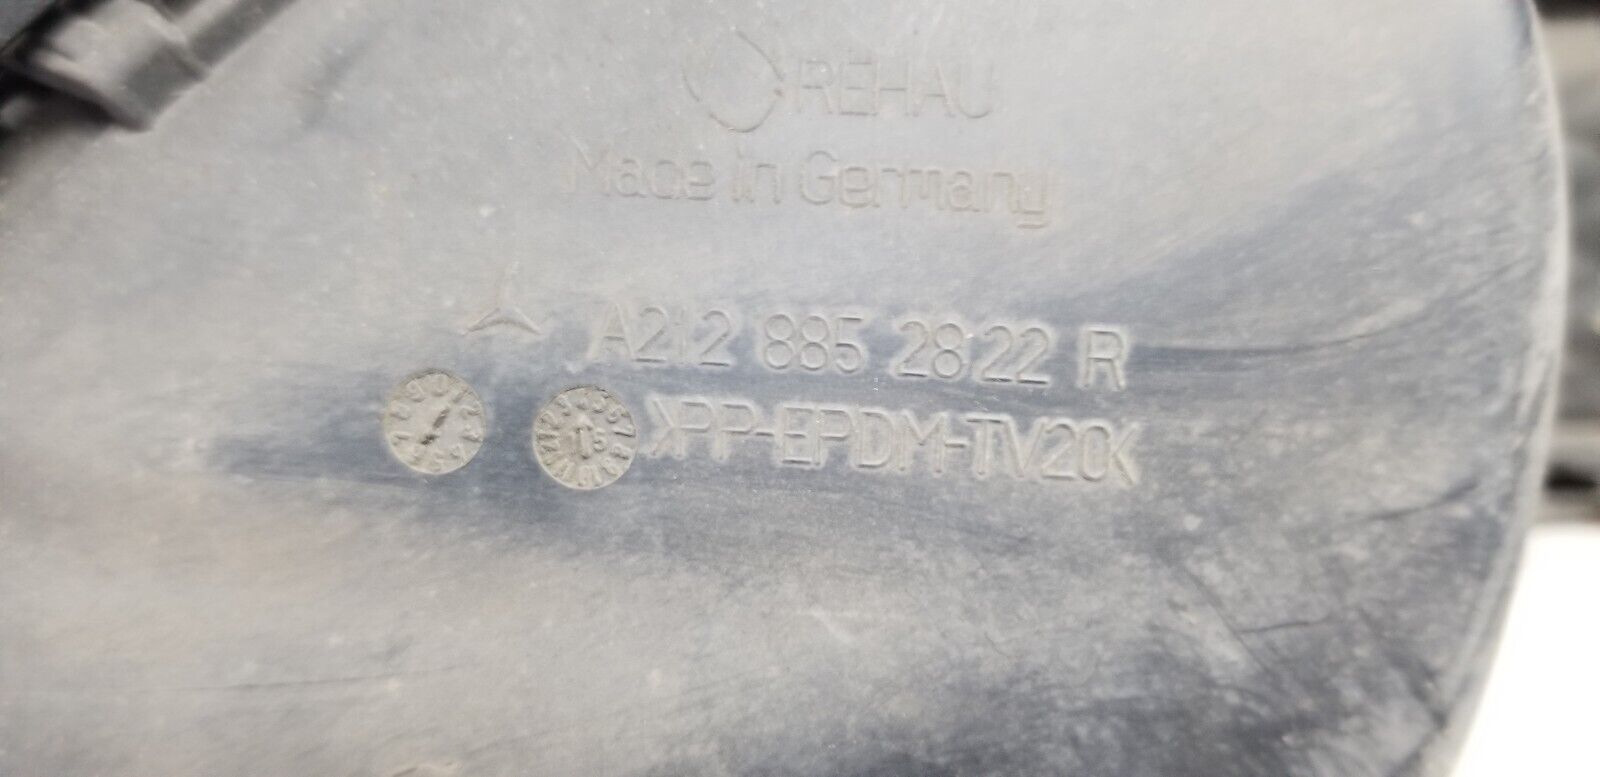 REHAU
Made in Germany
A212 885 28 22 R
>PP-EPDM-TV20<